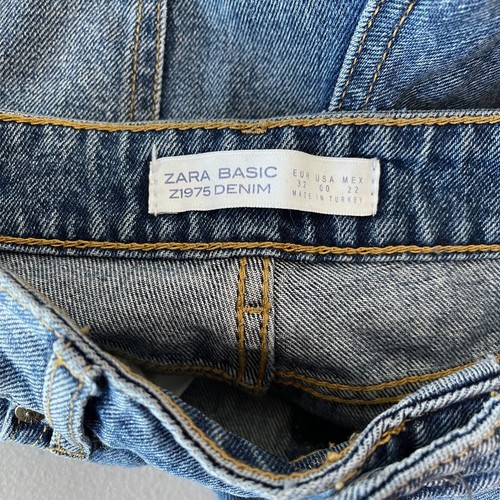 ZARA BASIC
Z1975 DENIM
EUR USA MEX
32 00 22
MADE IN TURKEY